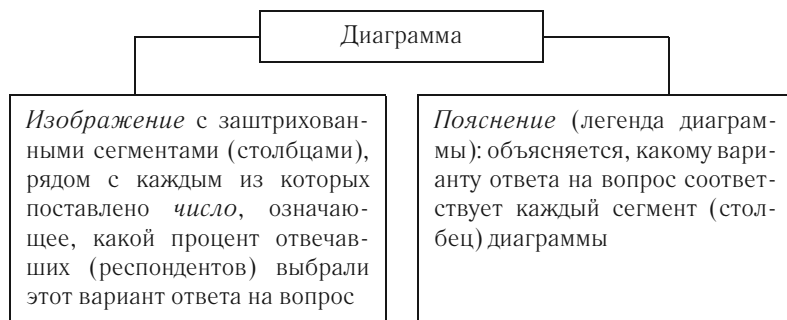 Диаграмма
Изображение с заштрихован-
ными сегментами (столбцами),
рядом с каждым из которых
поставлено число, означаю-
щее, какой процент отвечав-
ших (респондентов) выбрали
этот вариант ответа на вопрос
Пояснение (легенда диаграм-
мы): объясняется, какому вари-
анту ответа на вопрос соответ-
ствует каждый сегмент (стол-
бец) диаграммы